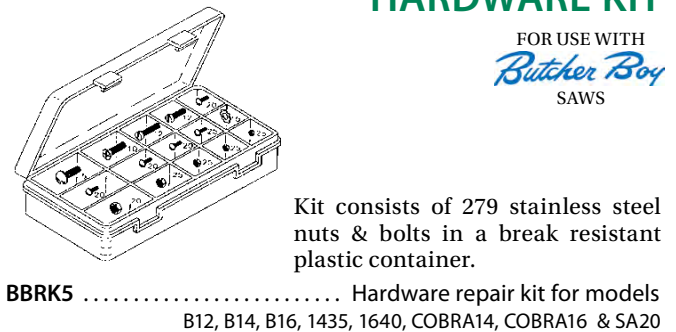 HARDWARE KIT
FOR USE WITH
Butcher Boy
SAWS
Kit consists of 279 stainless steel
nuts & bolts in a break resistant
plastic container.
BBRK5 .......................... Hardware repair kit for models
B12, B14, B16, 1435, 1640, COBRA14, COBRA16 & SA20